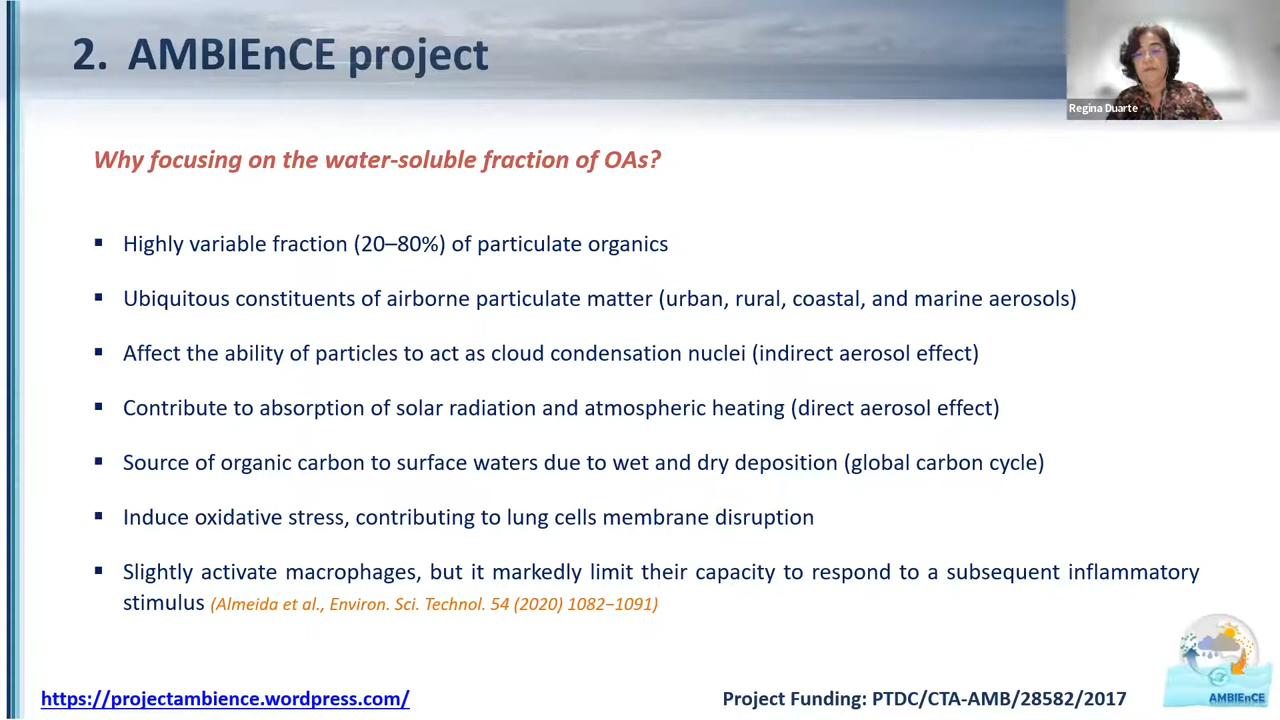 2. AMBIEnCE project
Regina Duarte
Why focusing on the water-soluble fraction of OAs?
▪ Highly variable fraction (20–80%) of particulate organics
▪ Ubiquitous constituents of airborne particulate matter (urban, rural, coastal, and marine aerosols)
▪ Affect the ability of particles to act as cloud condensation nuclei (indirect aerosol effect)
▪ Contribute to absorption of solar radiation and atmospheric heating (direct aerosol effect)
▪ Source of organic carbon to surface waters due to wet and dry deposition (global carbon cycle)
▪ Induce oxidative stress, contributing to lung cells membrane disruption
▪ Slightly activate macrophages, but it markedly limit their capacity to respond to a subsequent inflammatory
stimulus (Almeida et al., Environ. Sci. Technol. 54 (2020) 1082−1091)
https://projectambience.wordpress.com/
Project Funding: PTDC/CTA-AMB/28582/2017
AMBIEnCE